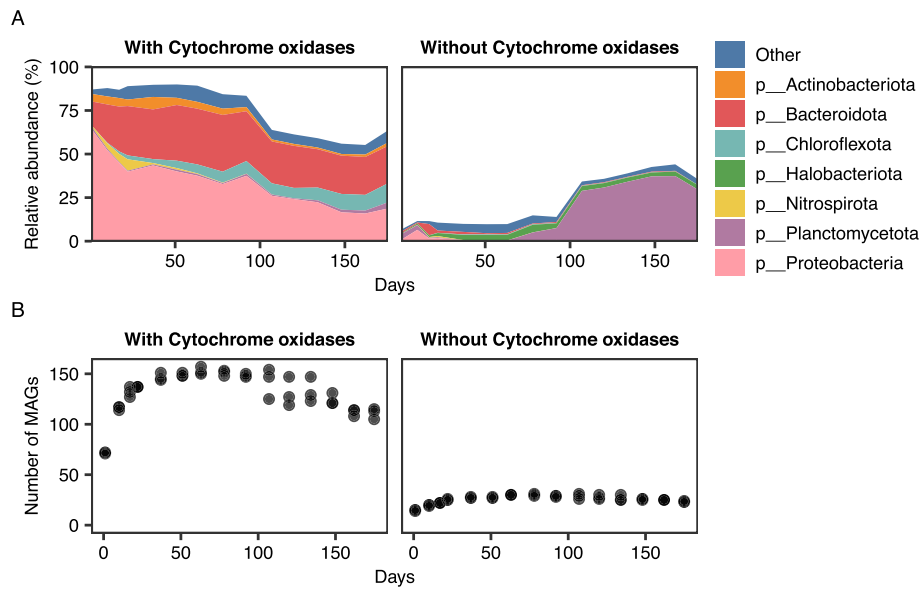 A
With Cytochrome oxidases
Without Cytochrome oxidases
Relative abundance (%)
100
75
50
25
0
50
100
150
50
100
150
Days
Other
p__Actinobacteriota
p__Bacteroidota
p__Chloroflexota
p__Halobacteriota
p__Nitrospirota
p__Planctomycetota
p__Proteobacteria
B
With Cytochrome oxidases
Without Cytochrome oxidases
Number of MAGs
150
100
50
0
0
50
100
150
0
50
100
150
Days